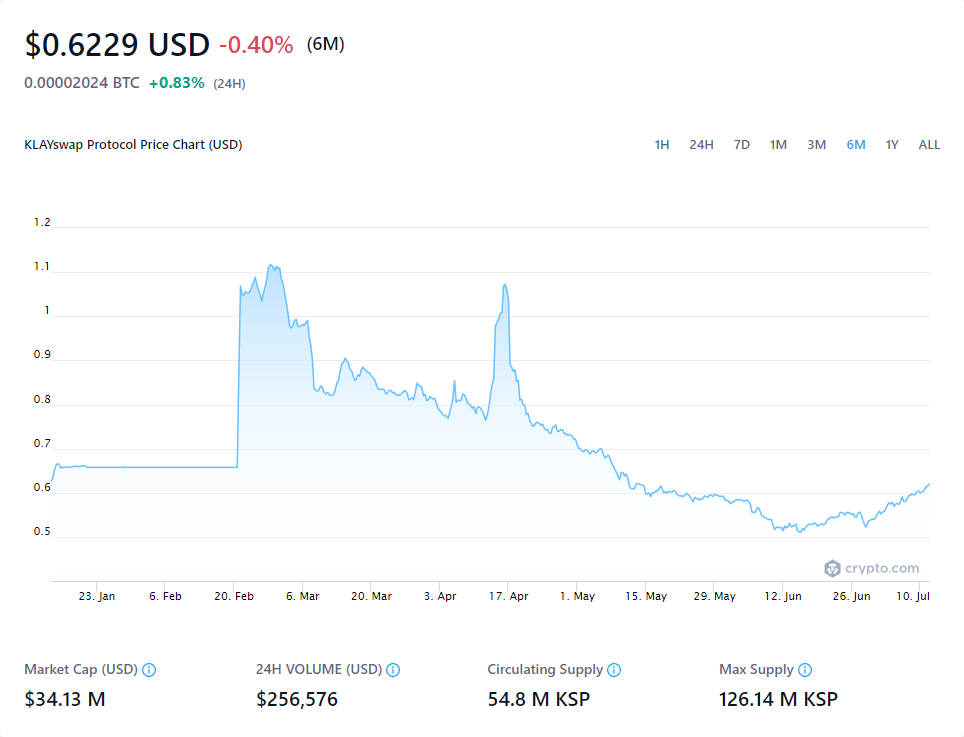 $0.6229 USD -0.40% (6M)
0.00002024 BTC +0.83% (24H)
KLAYswap Protocol Price Chart (USD) 1H 24H 7D 1M 3M 6M 1Y ALL
1.2
1.1
1
0.9
0.8
0.7
0.6
0.5
crypto.com
23. Jan 6. Feb 20. Feb 6. Mar 20. Mar 3. Apr 17. Apr 1. May 15. May 29. May 12. Jun 26. Jun 10. Jul
Market Cap (USD) 24H VOLUME (USD) Circulating Supply Max Supply
$34.13 M $256,576 54.8 M KSP 126.14 M KSP